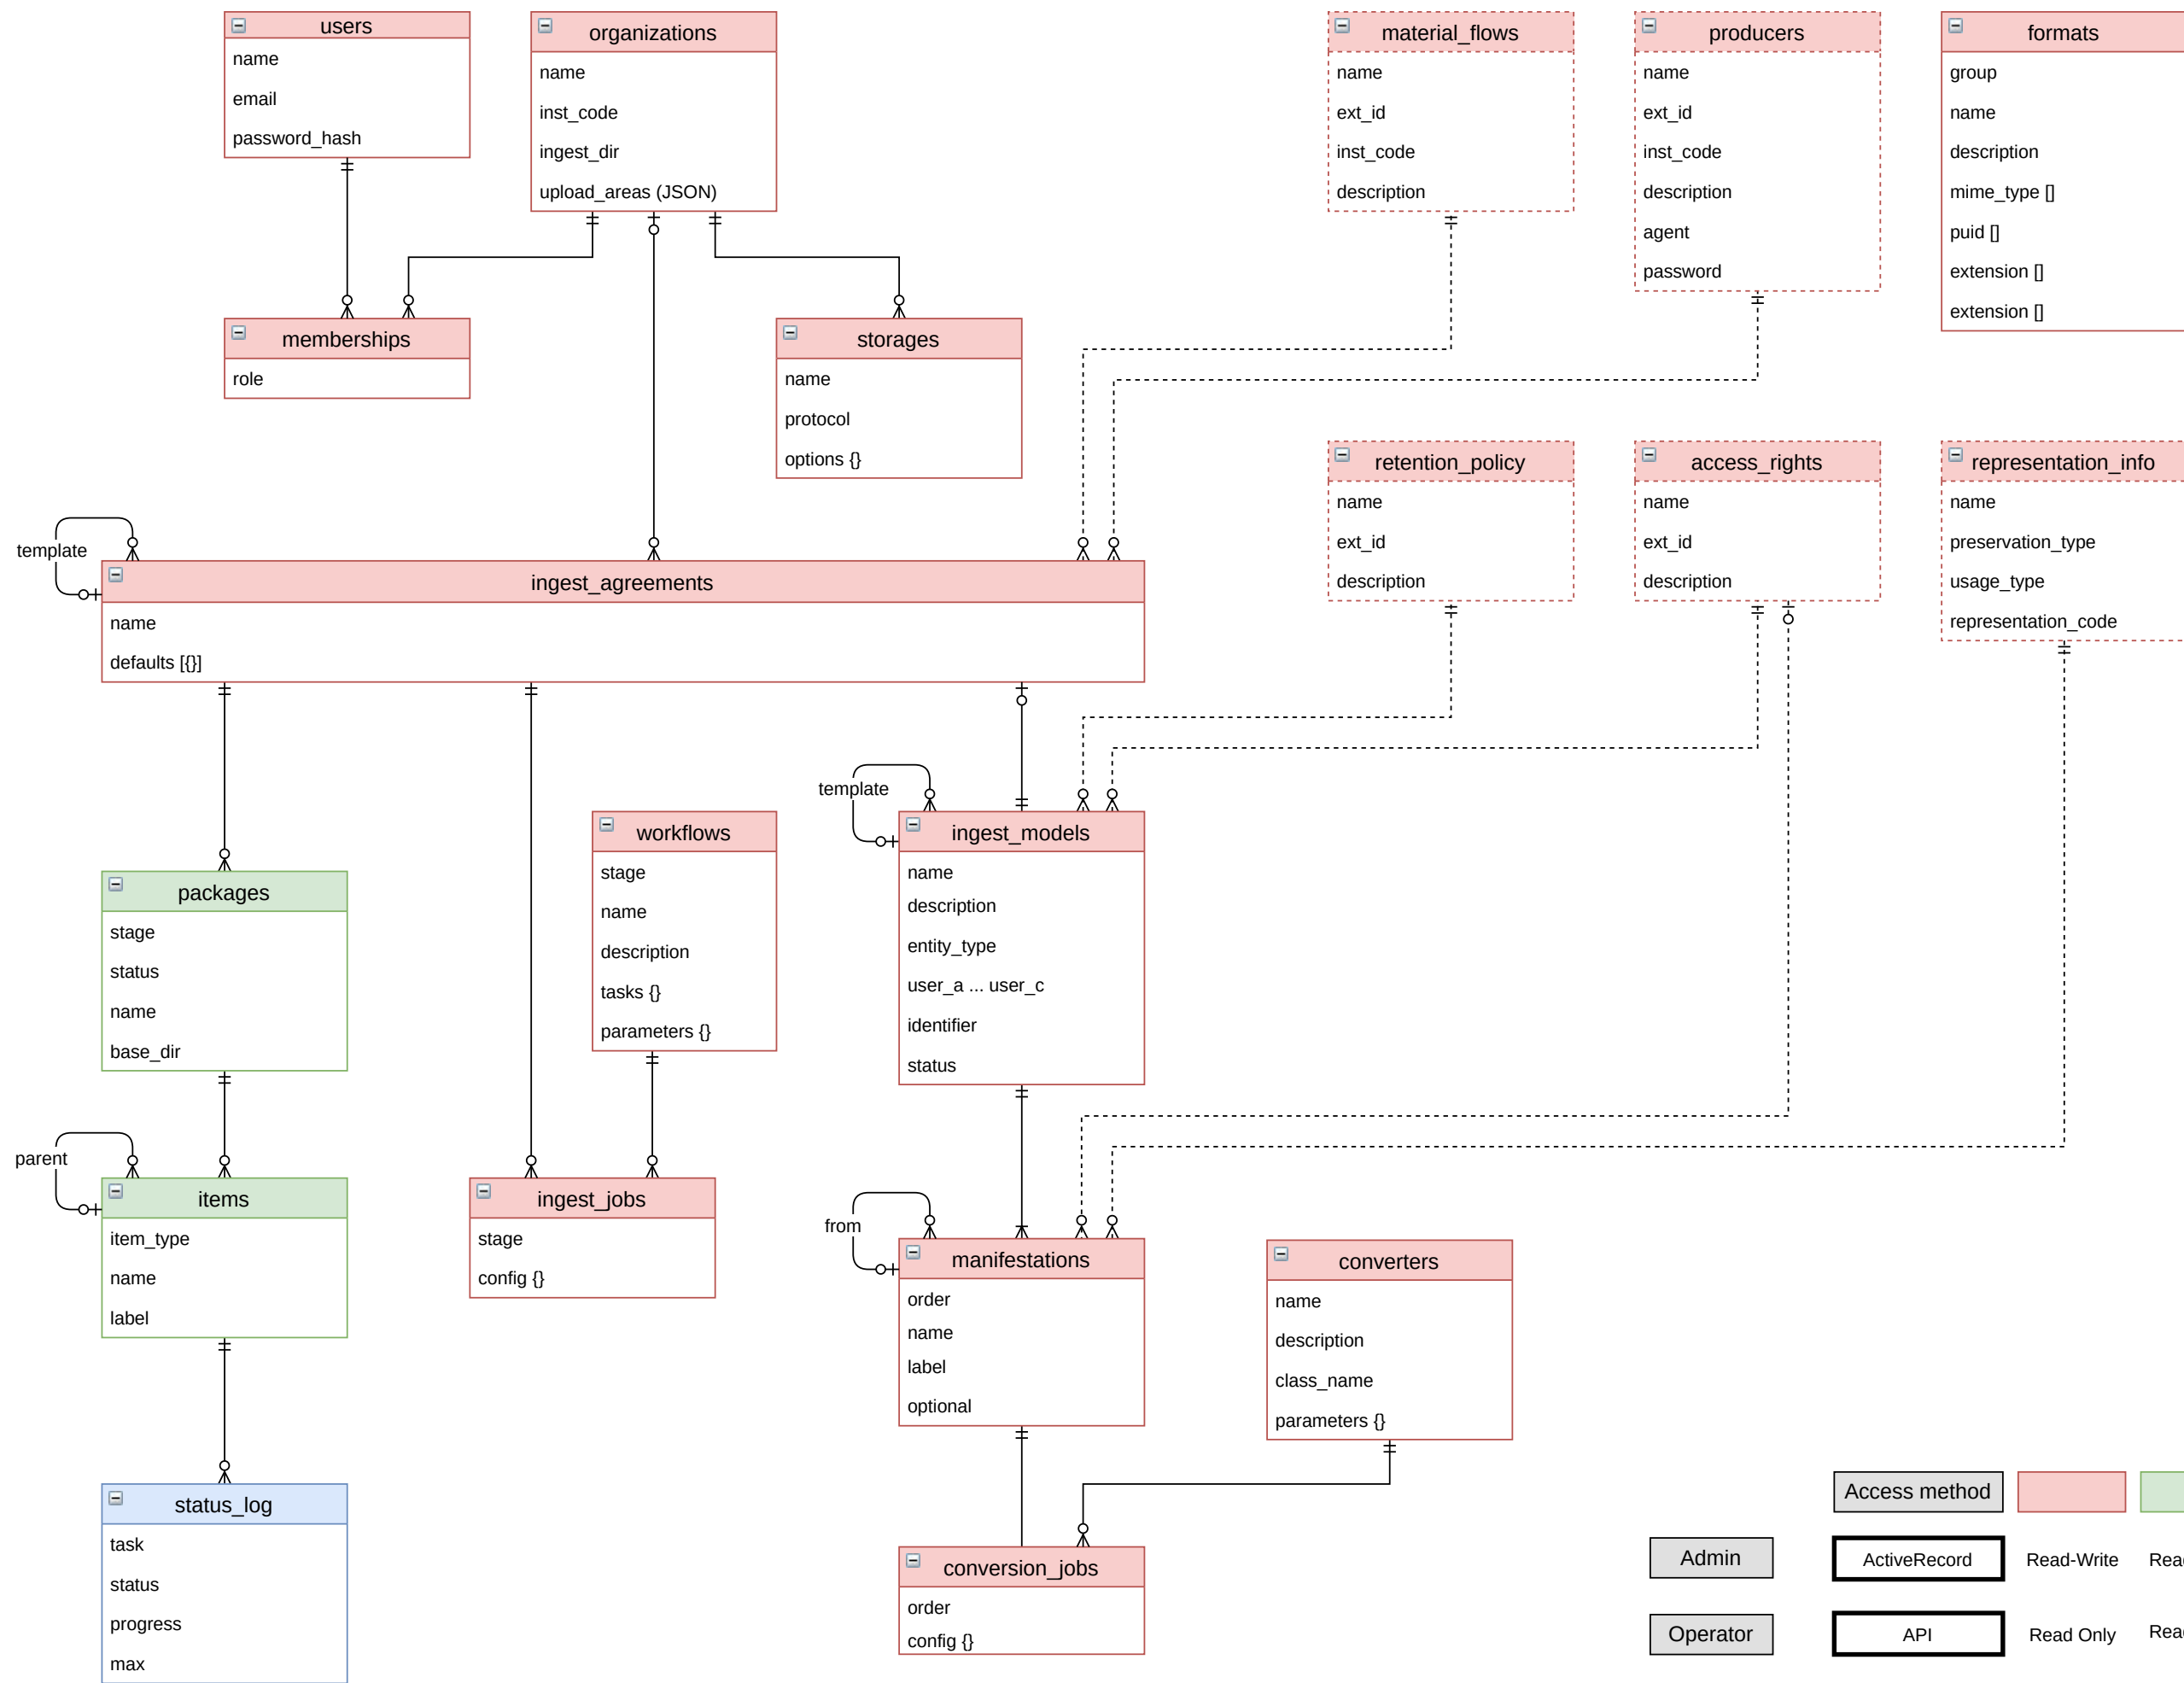 users
name
email
password_hash
organizations
name
inst_code
ingest_dir
upload_areas (JSON)
material_flows
name
ext_id
inst_code
description
producers
name
ext_id
inst_code
description
agent
password
formats
group
name
description
mime_type []
puid []
extension []
extension []
memberships
role
storages
name
protocol
options {}
retention_policy
name
ext_id
description
access_rights
name
ext_id
description
representation_info
name
preservation_type
usage_type
representation_code
template
ingest_agreements
name
defaults [{}]
packages
stage
status
name
base_dir
workflows
stage
name
description
tasks {}
parameters {}
template
ingest_models
name
description
entity_type
user_a ... user_c
identifier
status
parent
items
item_type
name
label
ingest_jobs
stage
config {}
from
manifestations
order
name
label
optional
converters
name
description
class_name
parameters {}
status_log
task
status
progress
max
conversion_jobs
order
config {}
Access method
Admin
ActiveRecord
Read-Write
Operator
API
Read Only